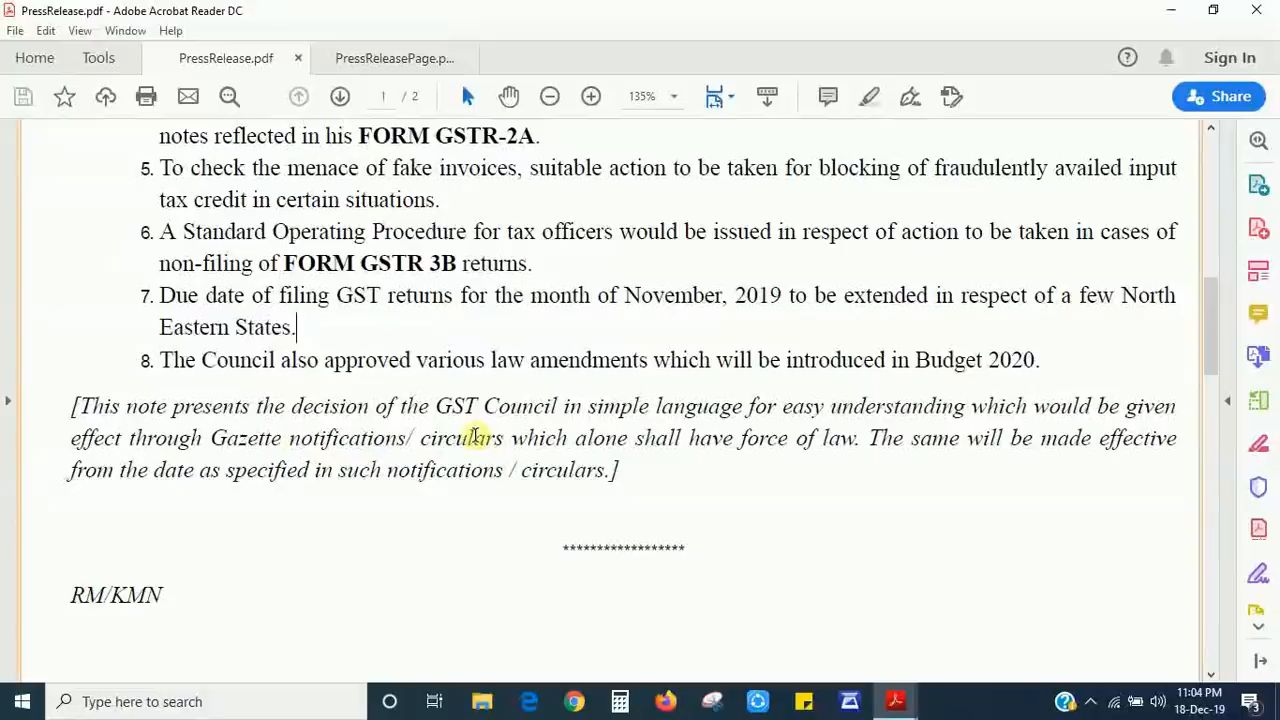 PressRelease.pdf - Adobe Acrobat Reader DC
File Edit View Window Help
Home Tools PressRelease.pdf × PressReleasePage.p... Sign In
1 / 2 135% Share
notes reflected in his FORM GSTR-2A.
5. To check the menace of fake invoices, suitable action to be taken for blocking of fraudulently availed input
tax credit in certain situations.
6. A Standard Operating Procedure for tax officers would be issued in respect of action to be taken in cases of
non-filing of FORM GSTR 3B returns.
7. Due date of filing GST returns for the month of November, 2019 to be extended in respect of a few North
Eastern States.
8. The Council also approved various law amendments which will be introduced in Budget 2020.
[This note presents the decision of the GST Council in simple language for easy understanding which would be given
effect through Gazette notifications/ circulars which alone shall have force of law. The same will be made effective
from the date as specified in such notifications / circulars.]
******************
RM/KMN
Type here to search
11:04 PM
18-Dec-19
3